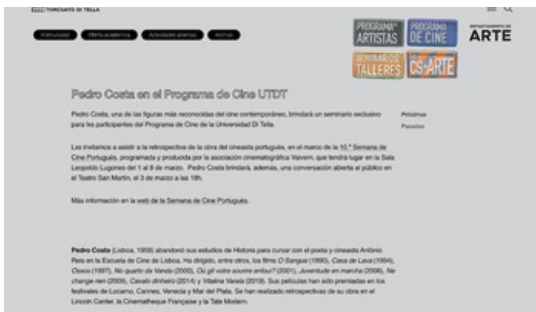 TORCUATO DI TELLA
Institucional
Oferta académica
Actividades abiertas
Archivo
PROGRAMA ARTISTAS
PROGRAMA DE CINE
SEMINARIOS TALLERES
CS+ARTE
DEPARTAMENTO DE
ARTE
Pedro Costa en el Programa de Cine UTDT
Pedro Costa, una de las figuras más reconocidas del cine contemporáneo, brindará un seminario exclusivo
para les participantes del Programa de Cine de la Universidad Di Tella.
Próximas
Pasadas
Les invitamos a asistir a la retrospectiva de la obra del cineasta portugués, en el marco de la 10.ª Semana de
Cine Portugués, programada y producida por la asociación cinematográfica Vaivem, que tendrá lugar en la Sala
Leopoldo Lugones del 1 al 8 de marzo. Pedro Costa brindará, además, una conversación abierta al público en
el Teatro San Martín, el 3 de marzo a las 18h.
Más información en la web de la Semana de Cine Portugués.
Pedro Costa (Lisboa, 1958) abandonó sus estudios de Historia para cursar con el poeta y cineasta António
Reis en la Escuela de Cine de Lisboa. Ha dirigido, entre otros, los films O Sangue (1990), Casa de Lava (1994),
Ossos (1997), No quarto da Vanda (2000), Où gît votre sourire enfoui? (2001), Juventude em marcha (2006), Ne
change rien (2009), Cavalo dinheiro (2014) y Vitalina Varela (2019). Sus películas han sido premiadas en los
festivales de Locarno, Cannes, Venecia y Mar del Plata. Se han realizado retrospectivas de su obra en el
Lincoln Center, la Cinematheque Française y la Tate Modern.